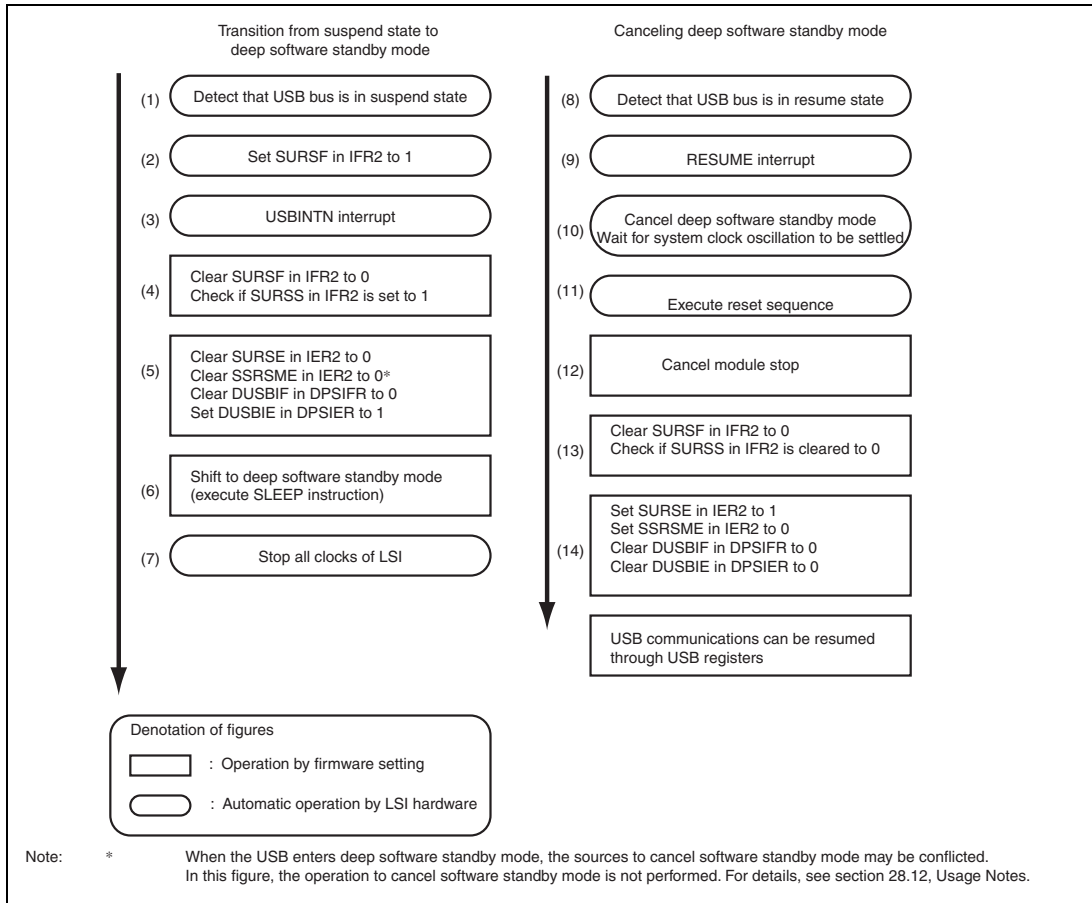 Transition from suspend state to
deep software standby mode
(1) Detect that USB bus is in suspend state
(2) Set SURSF in IFR2 to 1
(3) USBINTN interrupt
(4) Clear SURSF in IFR2 to 0
Check if SURSS in IFR2 is set to 1
(5) Clear SURSE in IER2 to 0
Clear SSRSME in IER2 to 0*
Clear DUSBIF in DPSIFR to 0
Set DUSBIE in DPSIER to 1
(6) Shift to deep software standby mode
(execute SLEEP instruction)
(7) Stop all clocks of LSI
Canceling deep software standby mode
(8) Detect that USB bus is in resume state
(9) RESUME interrupt
(10) Cancel deep software standby mode
Wait for system clock oscillation to be settled
(11) Execute reset sequence
(12) Cancel module stop
(13) Clear SURSF in IFR2 to 0
Check if SURSS in IFR2 is cleared to 0
(14) Set SURSE in IER2 to 1
Set SSRSME in IER2 to 0
Clear DUSBIF in DPSIFR to 0
Clear DUSBIE in DPSIER to 0
USB communications can be resumed
through USB registers
Denotation of figures
: Operation by firmware setting
: Automatic operation by LSI hardware
Note: * When the USB enters deep software standby mode, the sources to cancel software standby mode may be conflicted.
In this figure, the operation to cancel software standby mode is not performed. For details, see section 28.12, Usage Notes.